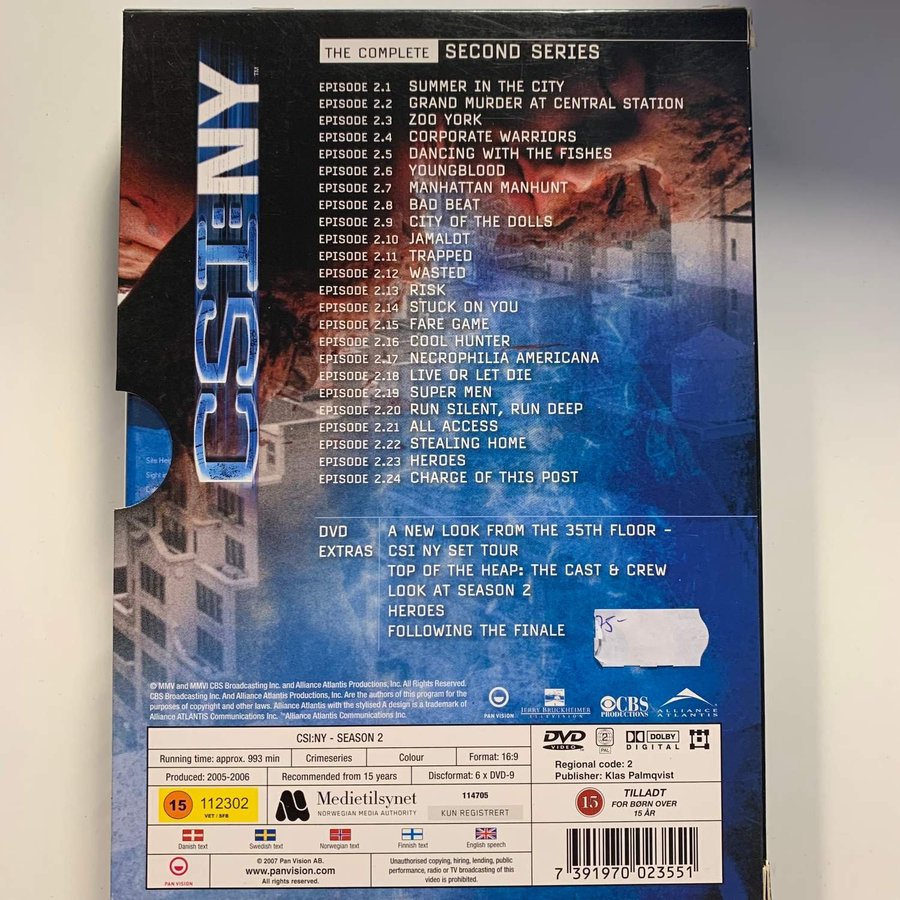 CSI:NY™
THE COMPLETE SECOND SERIES
EPISODE 2.1 SUMMER IN THE CITY
EPISODE 2.2 GRAND MURDER AT CENTRAL STATION
EPISODE 2.3 ZOO YORK
EPISODE 2.4 CORPORATE WARRIORS
EPISODE 2.5 DANCING WITH THE FISHES
EPISODE 2.6 YOUNGBLOOD
EPISODE 2.7 MANHATTAN MANHUNT
EPISODE 2.8 BAD BEAT
EPISODE 2.9 CITY OF THE DOLLS
EPISODE 2.10 JAMALOT
EPISODE 2.11 TRAPPED
EPISODE 2.12 WASTED
EPISODE 2.13 RISK
EPISODE 2.14 STUCK ON YOU
EPISODE 2.15 FARE GAME
EPISODE 2.16 COOL HUNTER
EPISODE 2.17 NECROPHILIA AMERICANA
EPISODE 2.18 LIVE OR LET DIE
EPISODE 2.19 SUPER MEN
EPISODE 2.20 RUN SILENT, RUN DEEP
EPISODE 2.21 ALL ACCESS
EPISODE 2.22 STEALING HOME
EPISODE 2.23 HEROES
EPISODE 2.24 CHARGE OF THIS POST
DVD EXTRAS
A NEW LOOK FROM THE 35TH FLOOR –
CSI NY SET TOUR
TOP OF THE HEAP: THE CAST & CREW
LOOK AT SEASON 2
HEROES
FOLLOWING THE FINALE
75-
© MMV and MMVI CBS Broadcasting Inc. and Alliance Atlantis Productions, Inc. All Rights Reserved.
CBS Broadcasting Inc. And Alliance Atlantis Productions, Inc. Are the authors of this program for the
purposes of copyright and other laws. Alliance Atlantis with the stylised A design is a trademark of
Alliance ATLANTIS Communications Inc. ™Alliance Atlantis Communications Inc.
PAN VISION
JERRY BRUCKHEIMER
TELEVISION
CBS
PRODUCTIONS
ALLIANCE
ATLANTIS
CSI:NY - SEASON 2
Running time: approx. 993 min
Crimeseries
Colour
Format: 16:9
Produced: 2005-2006
Recommended from 15 years
Discformat: 6 x DVD-9
15
112302
VET / SFB
Medietilsynet
NORWEGIAN MEDIA AUTHORITY
114705
KUN REGISTRERT
Danish text
Swedish text
Norwegian text
Finnish text
English speech
PAN VISION
© 2007 Pan Vision AB.
www.panvision.com
All rights reserved.
Unauthorised copying, hiring, lending, public
performance, radio or TV broadcasting of this
video is prohibited.
DVD
VIDEO
2
PAL
DOLBY
DIGITAL
Regional code: 2
Publisher: Klas Palmqvist
15
TILLADT
FOR BØRN OVER
15 ÅR
7 391970 023551